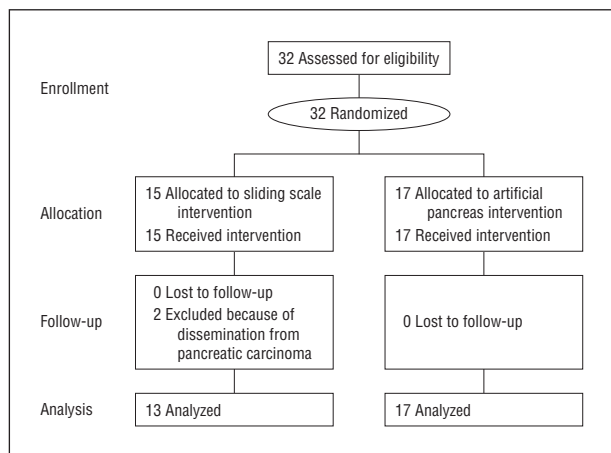 32 Assessed for eligibility
Enrollment
32 Randomized
Allocation
15 Allocated to sliding scale
intervention
15 Received intervention
17 Allocated to artificial
pancreas intervention
17 Received intervention
Follow-up
0 Lost to follow-up
2 Excluded because of
dissemination from
pancreatic carcinoma
0 Lost to follow-up
Analysis
13 Analyzed
17 Analyzed